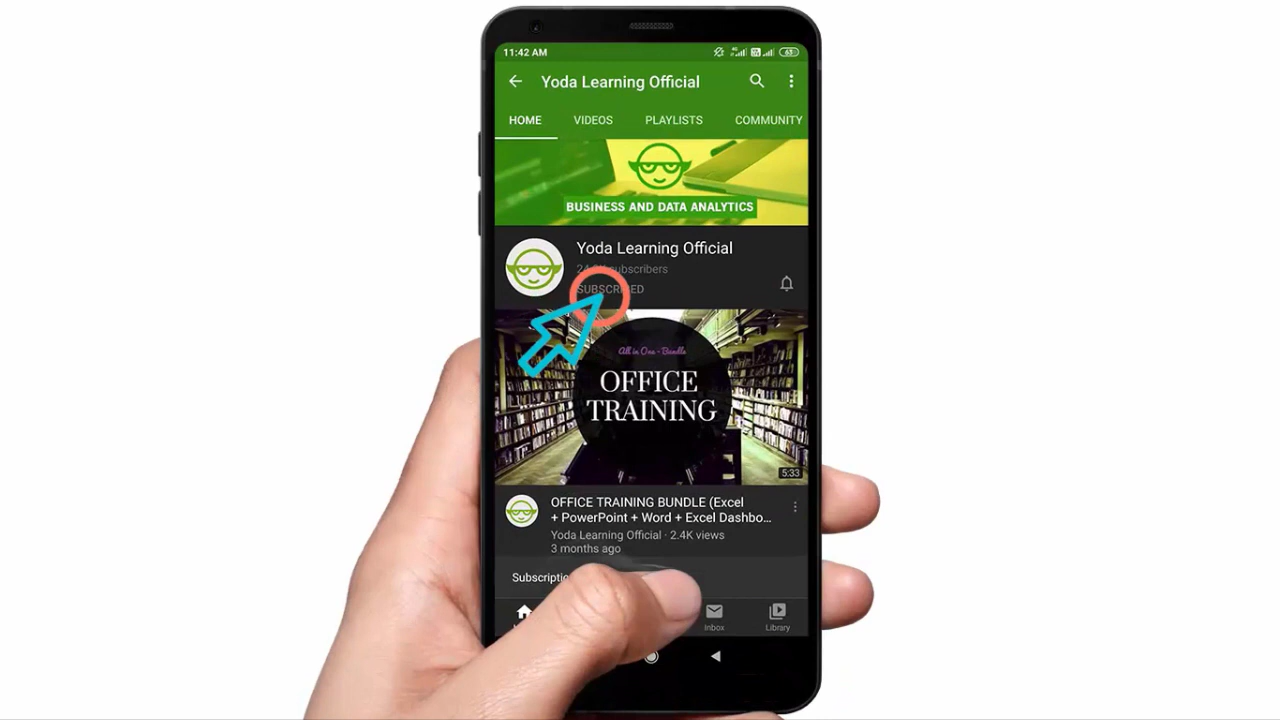 11:42 AM
63
Yoda Learning Official
HOME VIDEOS PLAYLISTS COMMUNITY
BUSINESS AND DATA ANALYTICS
Yoda Learning Official
subscribers
SUBSCRIBED
All in One - Bundle
OFFICE
TRAINING
5:33
OFFICE TRAINING BUNDLE (Excel
+ PowerPoint + Word + Excel Dashbo...
Yoda Learning Official · 2.4K views
3 months ago
Inbox Library